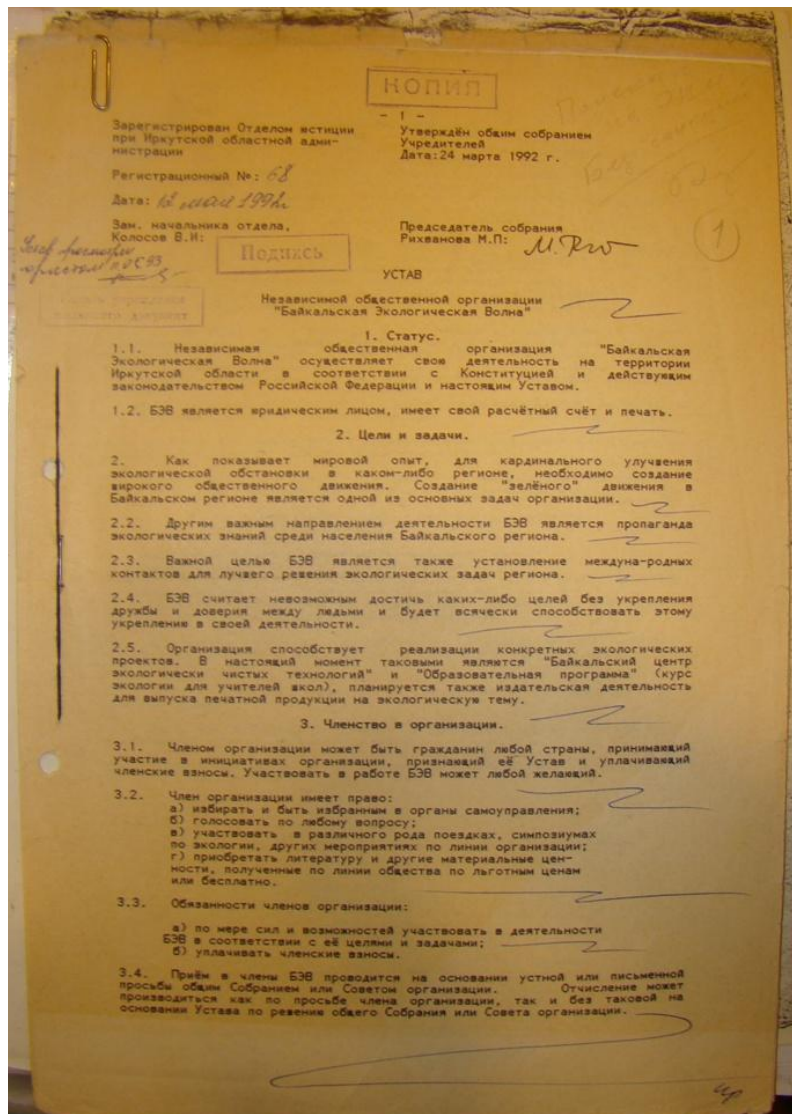 КОПИЯ
- 1 -
Зарегистрирован Отделом юстиции
при Иркутской областной адми-
нистрации
Утверждён общим собранием
Учредителей
Дата:24 марта 1992 г.
Регистрационный №: 68
Дата: 12 мая 1992г.
Зам. начальника отдела,
Колосов В.И:
Подпись
Председатель собрания
Рихванова М.П:
1
УСТАВ
Независимой общественной организации
"Байкальская Экологическая Волна"
1. Статус.
1.1. Независимая общественная организация "Байкальская
Экологическая Волна" осуществляет свою деятельность на территории
Иркутской области в соответствии с Конституцией и действующим
законодательством Российской Федерации и настоящим Уставом.
1.2. БЭВ является юридическим лицом, имеет свой расчётный счёт и печать.
2. Цели и задачи.
2. Как показывает мировой опыт, для кардинального улучшения
экологической обстановки в каком-либо регионе, необходимо создание
широкого общественного движения. Создание "зелёного" движения в
Байкальском регионе является одной из основных задач организации.
2.2. Другим важным направлением деятельности БЭВ является пропаганда
экологических знаний среди населения Байкальского региона.
2.3. Важной целью БЭВ является также установление междуна-родных
контактов для лучшего решения экологических задач региона.
2.4. БЭВ считает невозможным достичь каких-либо целей без укрепления
дружбы и доверия между людьми и будет всячески способствовать этому
укреплению в своей деятельности.
2.5. Организация способствует реализации конкретных экологических
проектов. В настоящий момент таковыми являются "Байкальский центр
экологически чистых технологий" и "Образовательная программа" (курс
экологии для учителей школ), планируется также издательская деятельность
для выпуска печатной продукции на экологическую тему.
3. Членство в организации.
3.1. Членом организации может быть гражданин любой страны, принимающий
участие в инициативах организации, признающий её Устав и уплачивающий
членские взносы. Участвовать в работе БЭВ может любой желающий.
3.2. Член организации имеет право:
а) избирать и быть избранным в органы самоуправления;
б) голосовать по любому вопросу;
в) участвовать в различного рода поездках, симпозиумах
по экологии, других мероприятиях по линии организации;
г) приобретать литературу и другие материальные цен-
ности, полученные по линии общества по льготным ценам
или бесплатно.
3.3. Обязанности членов организации:
а) по мере сил и возможностей участвовать в деятельности
БЭВ в соответствии с её целями и задачами;
б) уплачивать членские взносы.
3.4. Приём в члены БЭВ проводится на основании устной или письменной
просьбы общим Собранием или Советом организации. Отчисление может
производиться как по просьбе члена организации, так и без таковой на
основании Устава по решению общего Собрания или Совета организации.